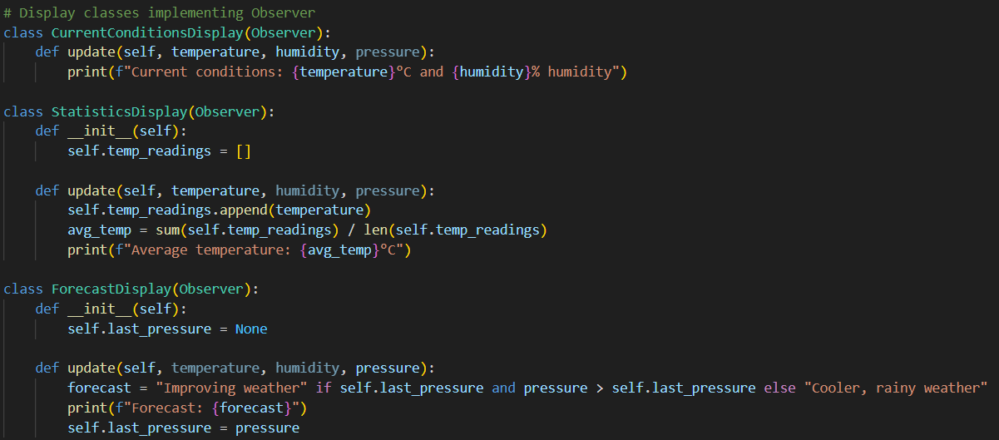 # Display classes implementing Observer
class CurrentConditionsDisplay(Observer):
    def update(self, temperature, humidity, pressure):
        print(f"Current conditions: {temperature}°C and {humidity}% humidity")

class StatisticsDisplay(Observer):
    def __init__(self):
        self.temp_readings = []

    def update(self, temperature, humidity, pressure):
        self.temp_readings.append(temperature)
        avg_temp = sum(self.temp_readings) / len(self.temp_readings)
        print(f"Average temperature: {avg_temp}°C")

class ForecastDisplay(Observer):
    def __init__(self):
        self.last_pressure = None

    def update(self, temperature, humidity, pressure):
        forecast = "Improving weather" if self.last_pressure and pressure > self.last_pressure else "Cooler, rainy weather"
        print(f"Forecast: {forecast}")
        self.last_pressure = pressure